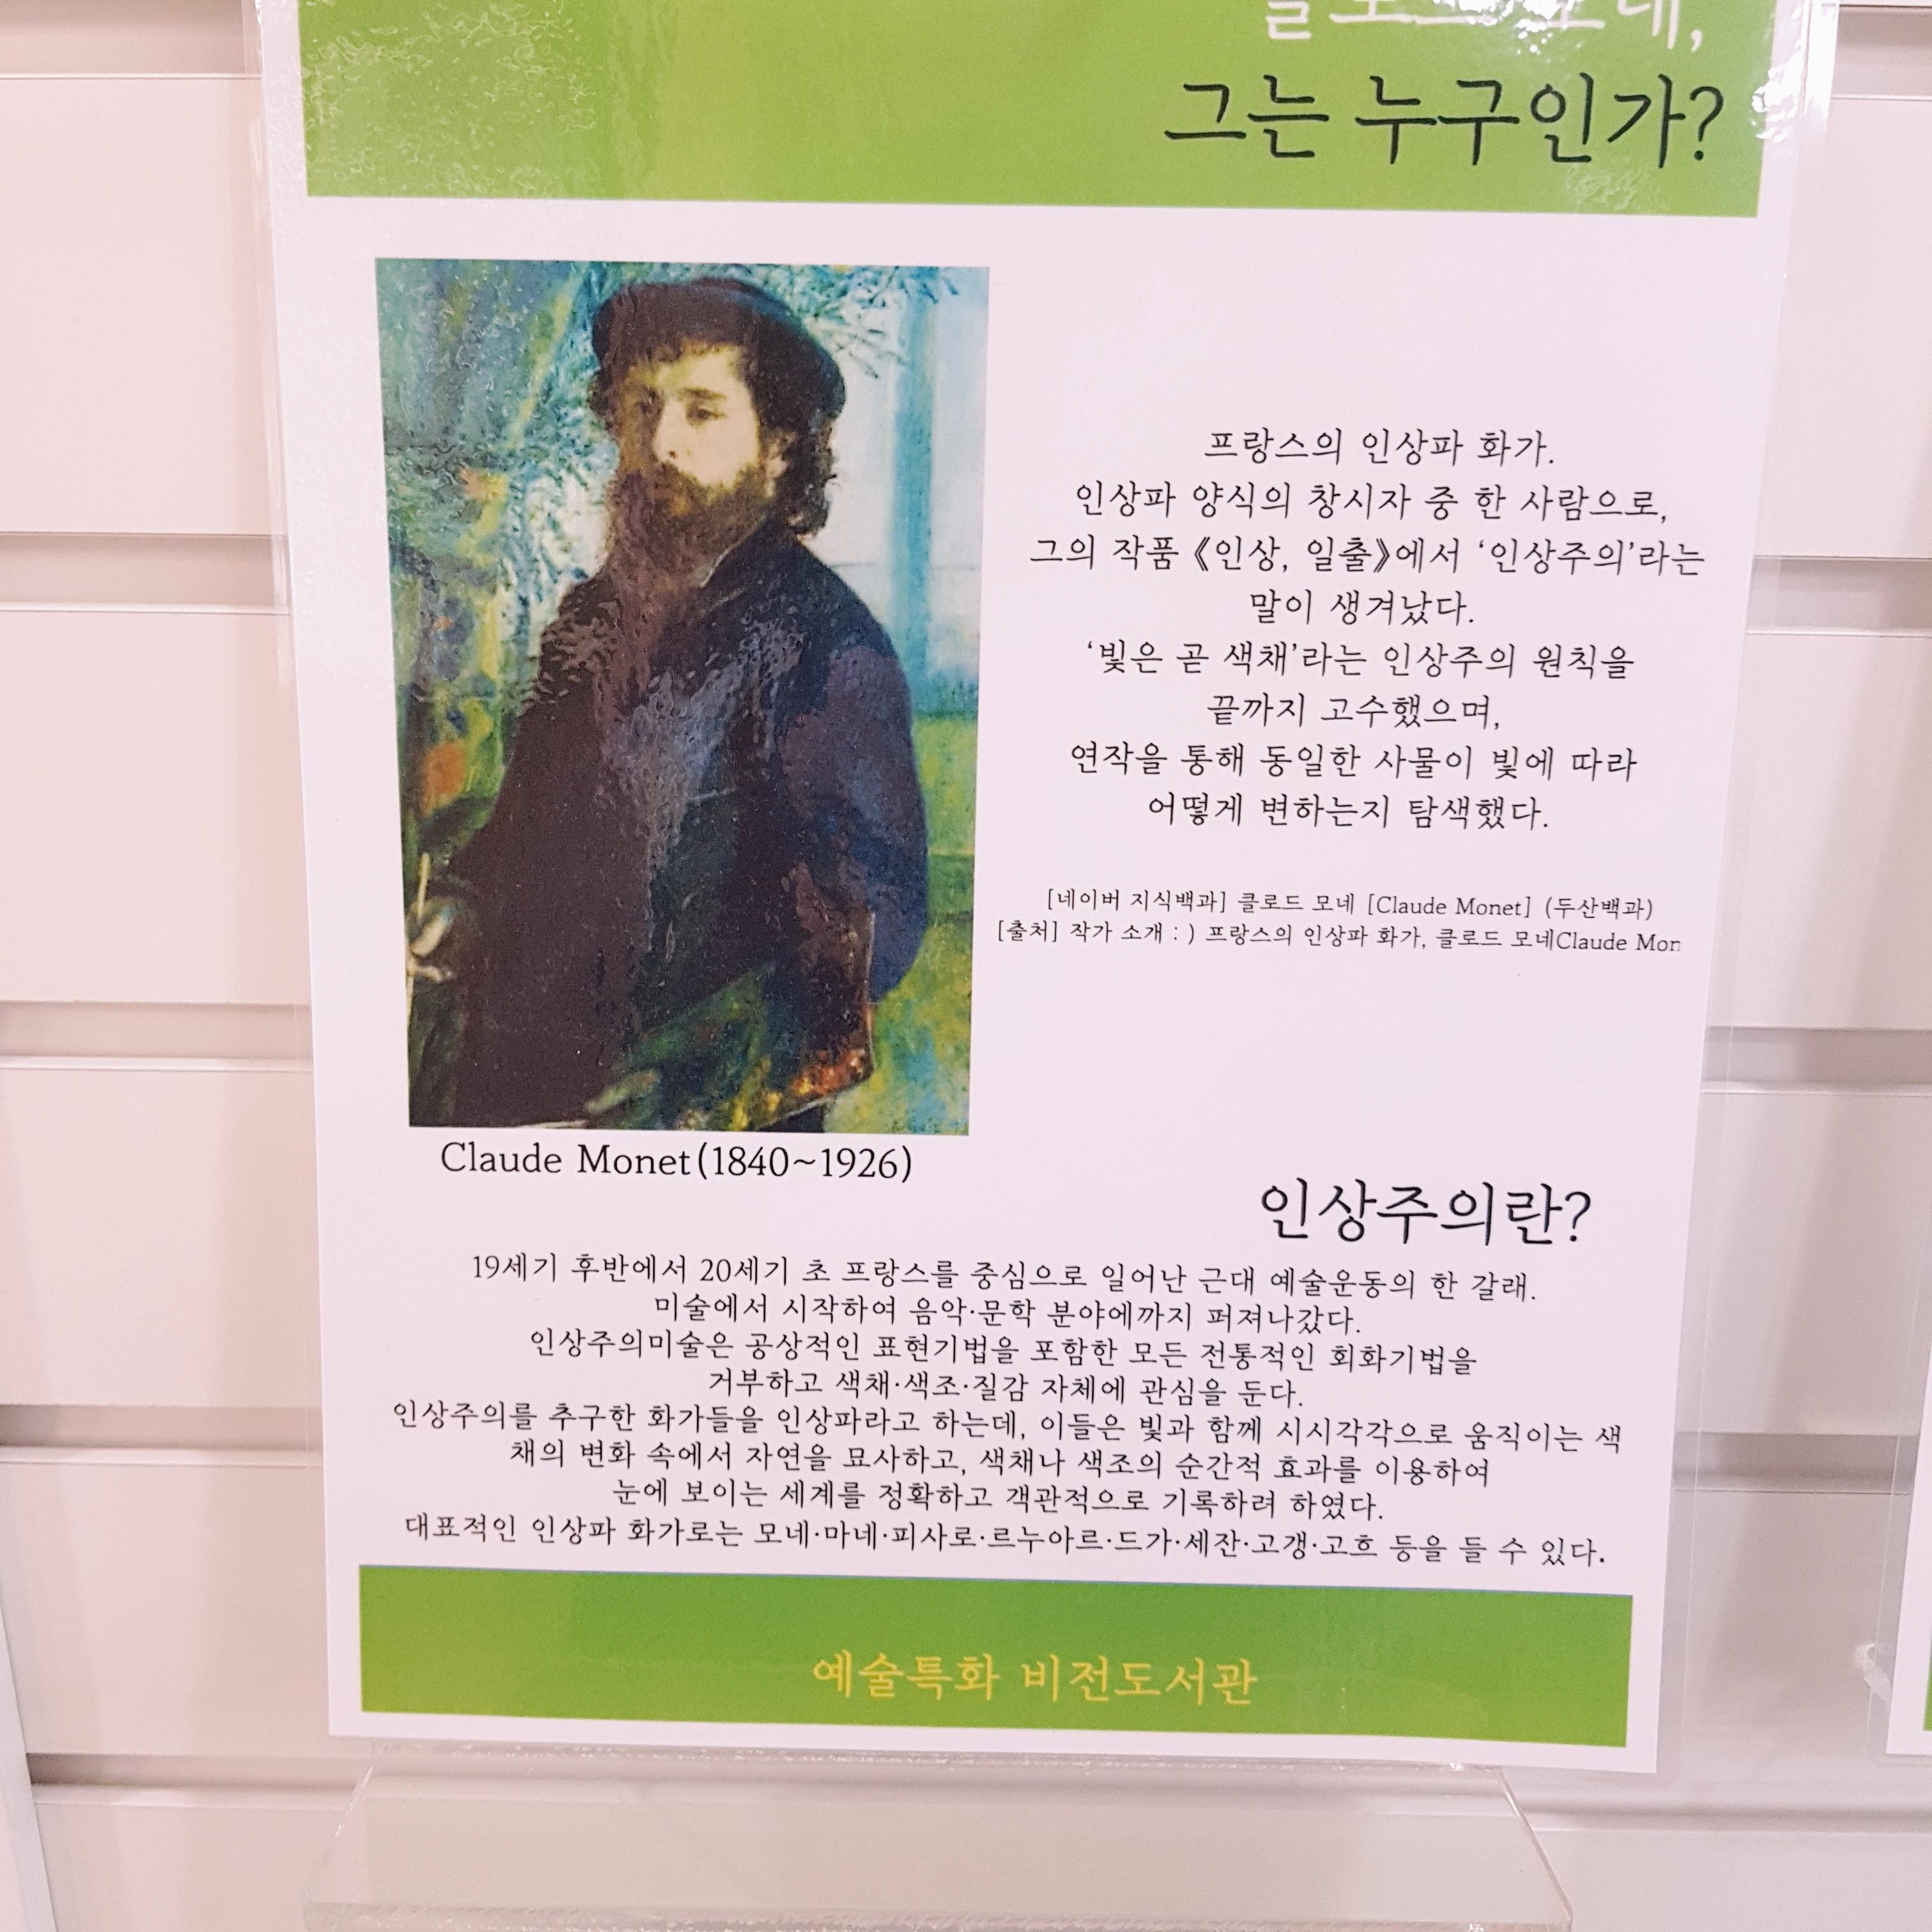 그는 누구인가?
프랑스의 인상파 화가.
인상파 양식의 창시자 중 한 사람으로,
그의 작품 《인상, 일출》에서 ‘인상주의’라는
말이 생겨났다.
‘빛은 곧 색채’라는 인상주의 원칙을
끝까지 고수했으며,
연작을 통해 동일한 사물이 빛에 따라
어떻게 변하는지 탐색했다.
[네이버 지식백과] 클로드 모네 [Claude Monet] (두산백과)
[출처] 작가 소개 : ) 프랑스의 인상파 화가, 클로드 모네Claude Mon
Claude Monet(1840~1926)
인상주의란?
19세기 후반에서 20세기 초 프랑스를 중심으로 일어난 근대 예술운동의 한 갈래.
미술에서 시작하여 음악·문학 분야에까지 퍼져나갔다.
인상주의미술은 공상적인 표현기법을 포함한 모든 전통적인 회화기법을
거부하고 색채·색조·질감 자체에 관심을 둔다.
인상주의를 추구한 화가들을 인상파라고 하는데, 이들은 빛과 함께 시시각각으로 움직이는 색
채의 변화 속에서 자연을 묘사하고, 색채나 색조의 순간적 효과를 이용하여
눈에 보이는 세계를 정확하고 객관적으로 기록하려 하였다.
대표적인 인상파 화가로는 모네·마네·피사로·르누아르·드가·세잔·고갱·고흐 등을 들 수 있다.
예술특화 비전도서관